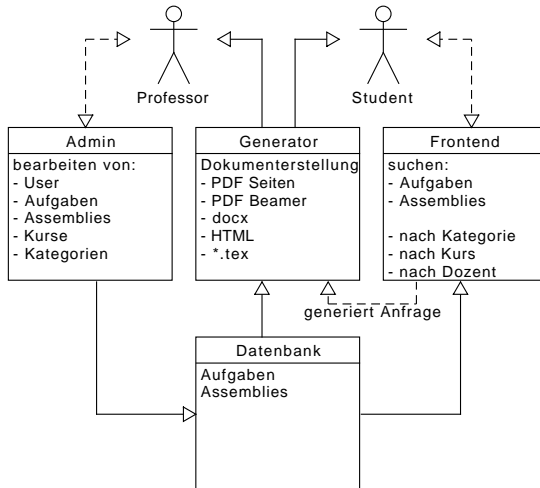 Professor
Student
Admin
bearbeiten von:
- User
- Aufgaben
- Assemblies
- Kurse
- Kategorien
Generator
Dokumenterstellung
- PDF Seiten
- PDF Beamer
- docx
- HTML
- *.tex
Frontend
suchen:
- Aufgaben
- Assemblies
- nach Kategorie
- nach Kurs
- nach Dozent
generiert Anfrage
Datenbank
Aufgaben
Assemblies